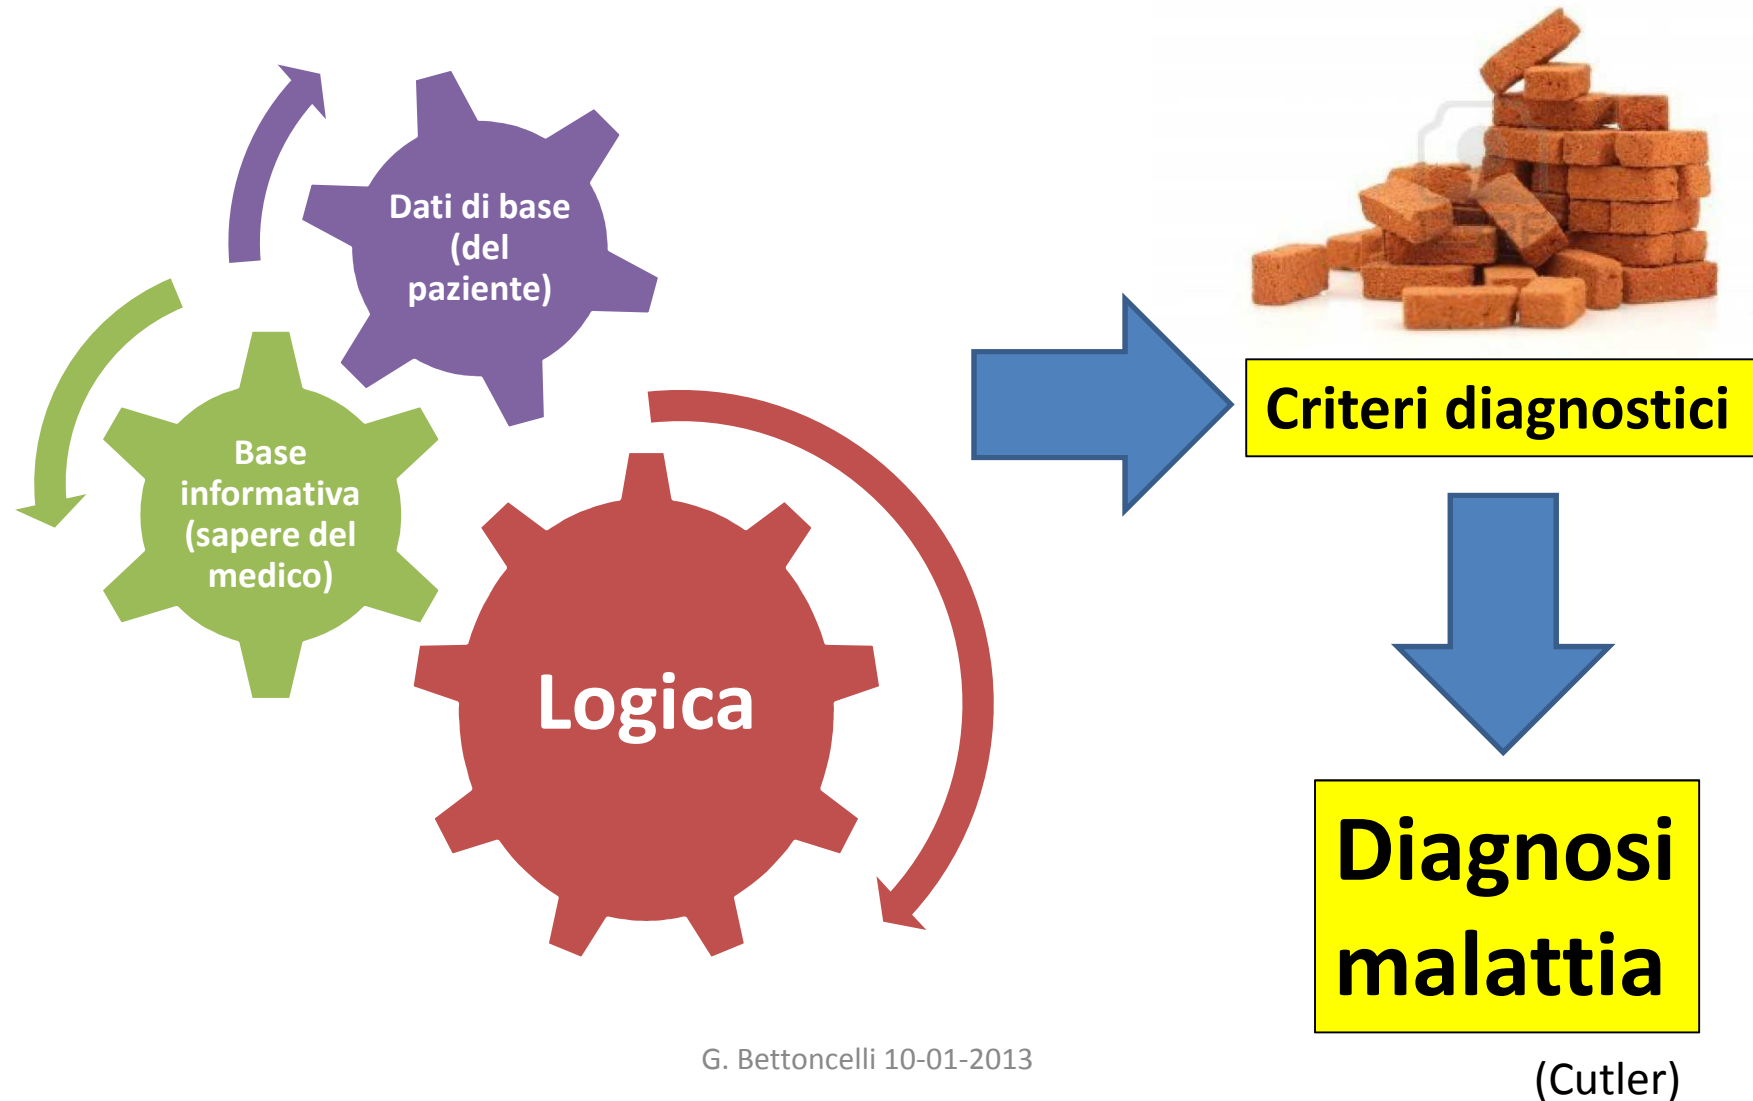 Dati di base
(del
paziente)
Base
informativa
(sapere del
medico)
Logica
Criteri diagnostici
Diagnosi
malattia
G. Bettoncelli 10-01-2013
(Cutler)